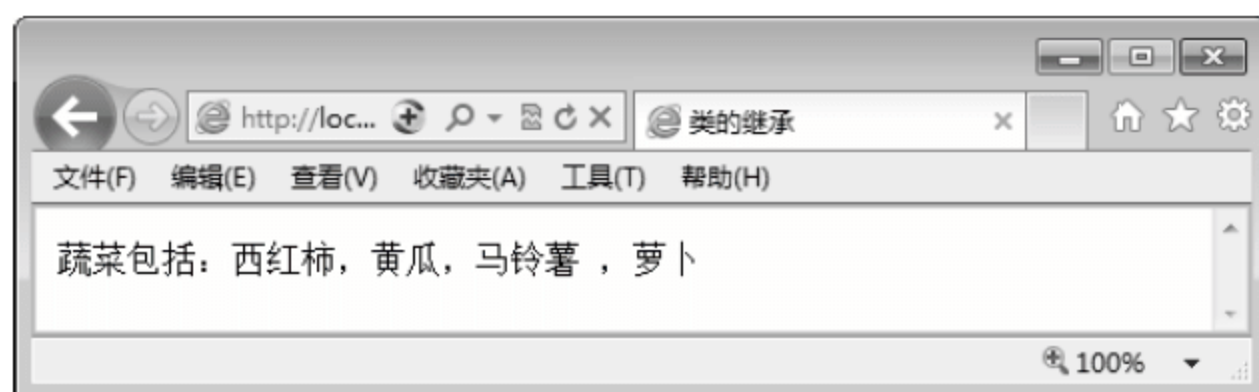 http://loc... 类的继承
文件(F) 编辑(E) 查看(V) 收藏夹(A) 工具(T) 帮助(H)
蔬菜包括：西红柿，黄瓜，马铃薯 ，萝卜
100%